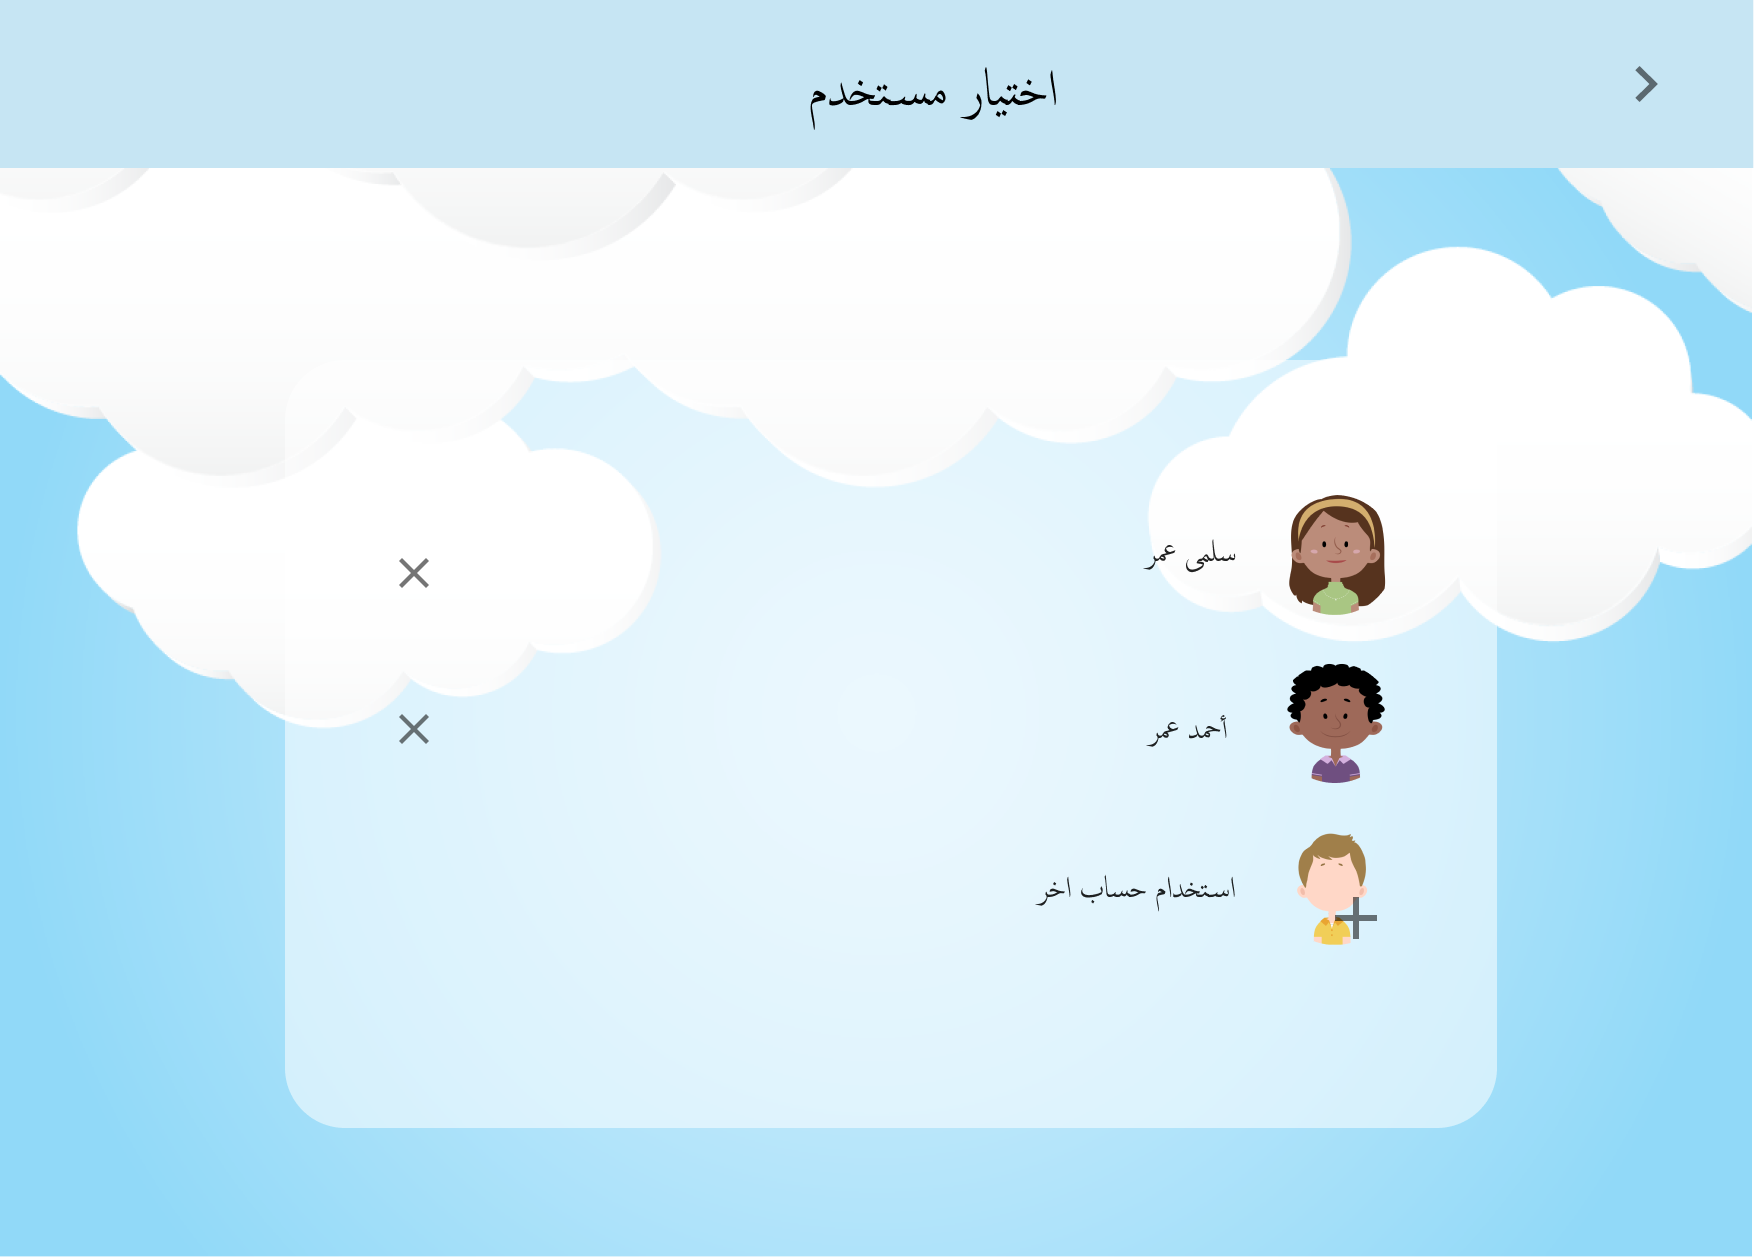 اختيار مستخدم
سلمى عمر
أحمد عمر
استخدام حساب اخر